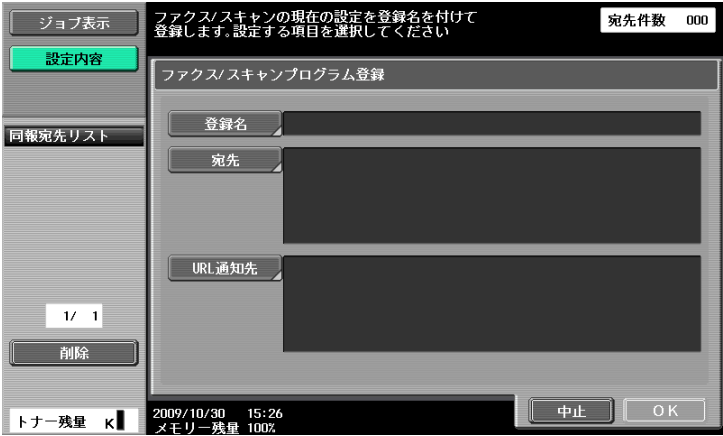 ジョブ表示
設定内容
ファクス/スキャンの現在の設定を登録名を付けて
登録します。設定する項目を選択してください
宛先件数 000
ファクス/スキャンプログラム登録
同報宛先リスト
登録名
宛先
URL通知先
1/ 1
削除
トナー残量 K
2009/10/30 15:26
メモリー残量 100%
中止
OK